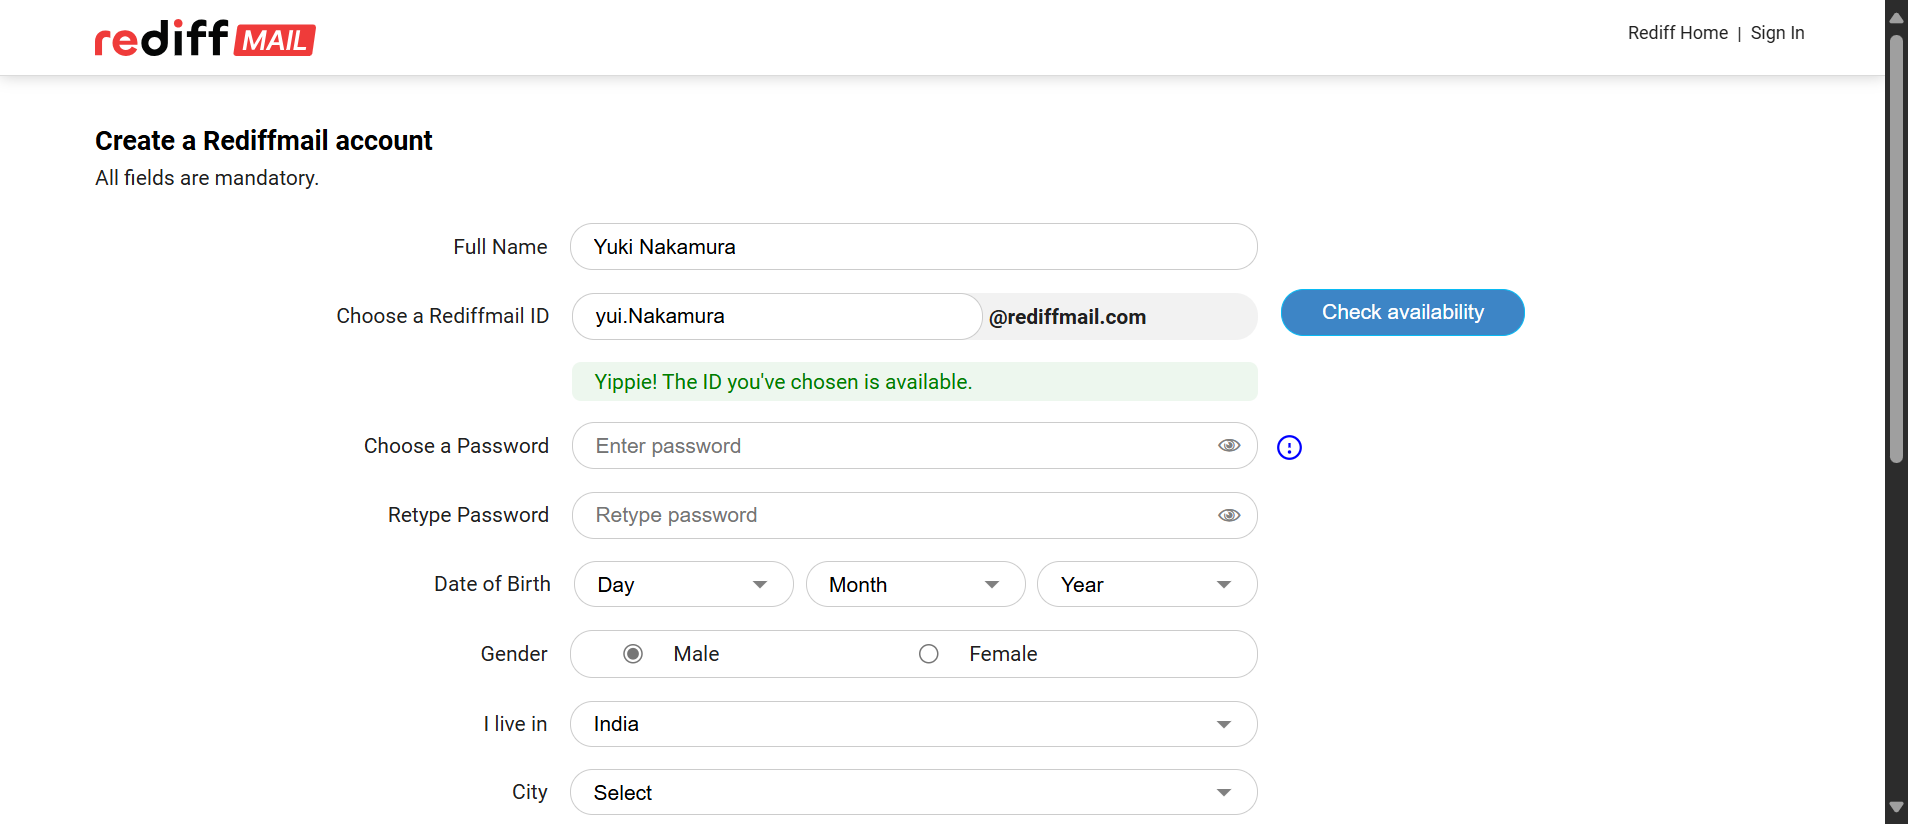 rediff MAIL
Rediff Home | Sign In
Create a Rediffmail account
All fields are mandatory.
Full Name Yuki Nakamura
Choose a Rediffmail ID yui.Nakamura @rediffmail.com Check availability
Yippie! The ID you've chosen is available.
Choose a Password Enter password
Retype Password Retype password
Date of Birth Day Month Year
Gender Male Female
I live in India
City Select